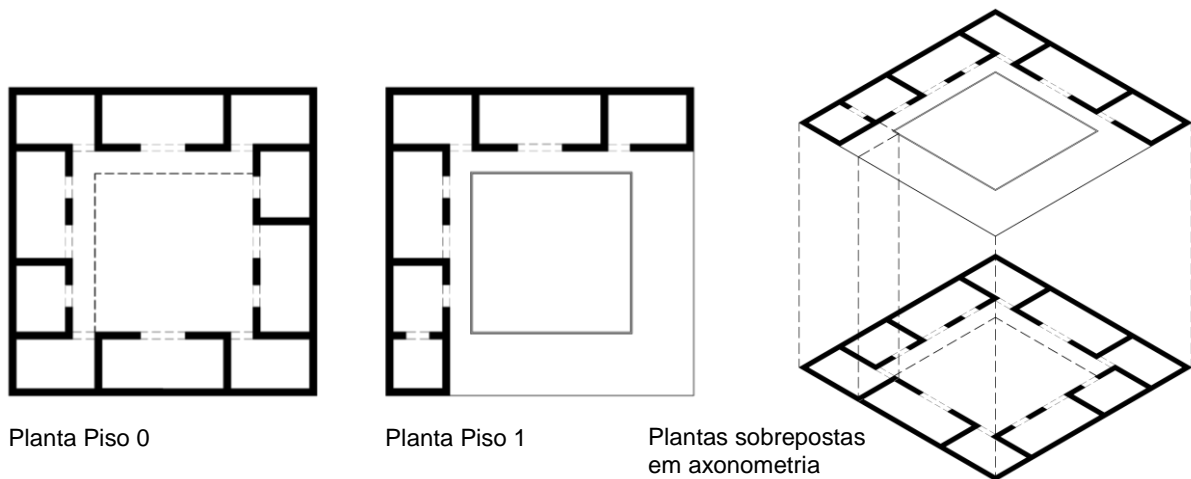 Planta Piso 0
Planta Piso 1
Plantas sobrepostas
em axonometria